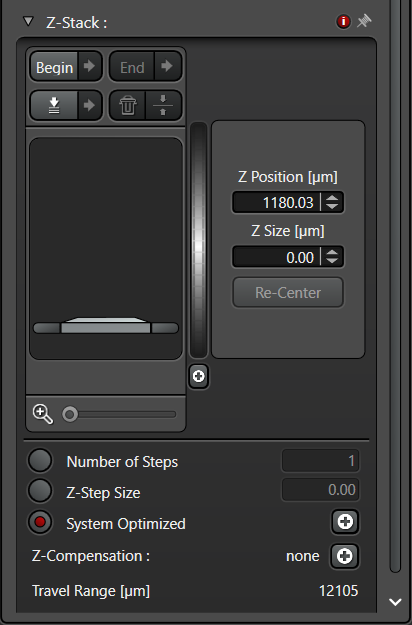 Z-Stack :
Begin End
Z Position [µm]
1180.03
Z Size [µm]
0.00
Re-Center
Number of Steps 1
Z-Step Size 0.00
System Optimized
Z-Compensation : none
Travel Range [µm] 12105